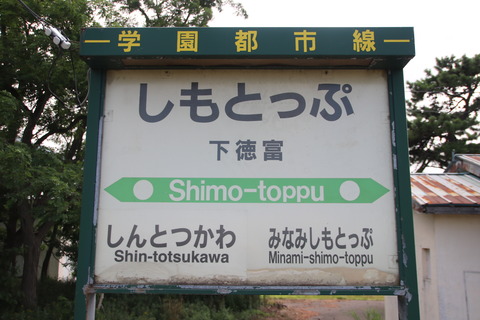 学園都市線
しもとっぷ
下徳富
Shimo-toppu
しんとつかわ みなみしもとっぷ
Shin-totsukawa Minami-shimo-toppu